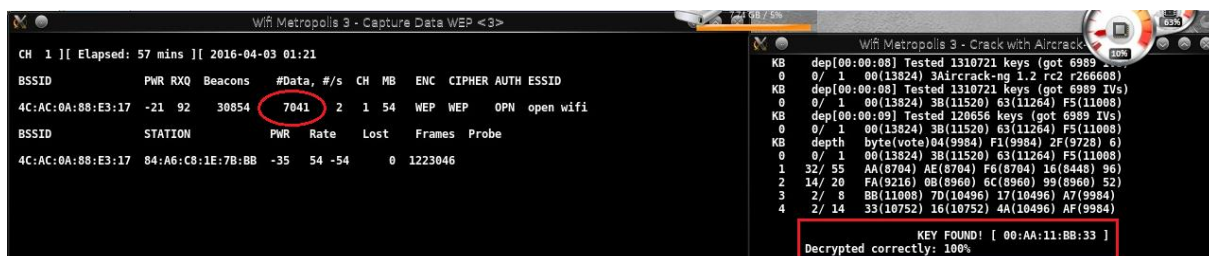 Wifi Metropolis 3 - Capture Data WEP <3>
7.74 GB / 5%
63%
10%
CH 1 ][ Elapsed: 57 mins ][ 2016-04-03 01:21
BSSID PWR RXQ Beacons #Data, #/s CH MB ENC CIPHER AUTH ESSID
4C:AC:0A:88:E3:17 -21 92 30854 7041 2 1 54 WEP WEP OPN open wifi
BSSID STATION PWR Rate Lost Frames Probe
4C:AC:0A:88:E3:17 84:A6:C8:1E:7B:BB -35 54 -54 0 1223046
Wifi Metropolis 3 - Crack with Aircrack-
KB dep[00:00:08] Tested 1310721 keys (got 6989
0 0/ 1 00(13824) 3Aircrack-ng 1.2 rc2 r266608)
KB dep[00:00:08] Tested 1310721 keys (got 6989 IVs)
0 0/ 1 00(13824) 3B(11520) 63(11264) F5(11008)
KB dep[00:00:09] Tested 120656 keys (got 6989 IVs)
0 0/ 1 00(13824) 3B(11520) 63(11264) F5(11008)
KB depth byte(vote)04(9984) F1(9984) 2F(9728) 6)
0 0/ 1 00(13824) 3B(11520) 63(11264) F5(11008)
1 32/ 55 AA(8704) AE(8704) F6(8704) 16(8448) 96)
2 14/ 20 FA(9216) 0B(8960) 6C(8960) 99(8960) 52)
3 2/ 8 BB(11008) 7D(10496) 17(10496) A7(9984)
4 2/ 14 33(10752) 16(10752) 4A(10496) AF(9984)
KEY FOUND! [ 00:AA:11:BB:33 ]
Decrypted correctly: 100%